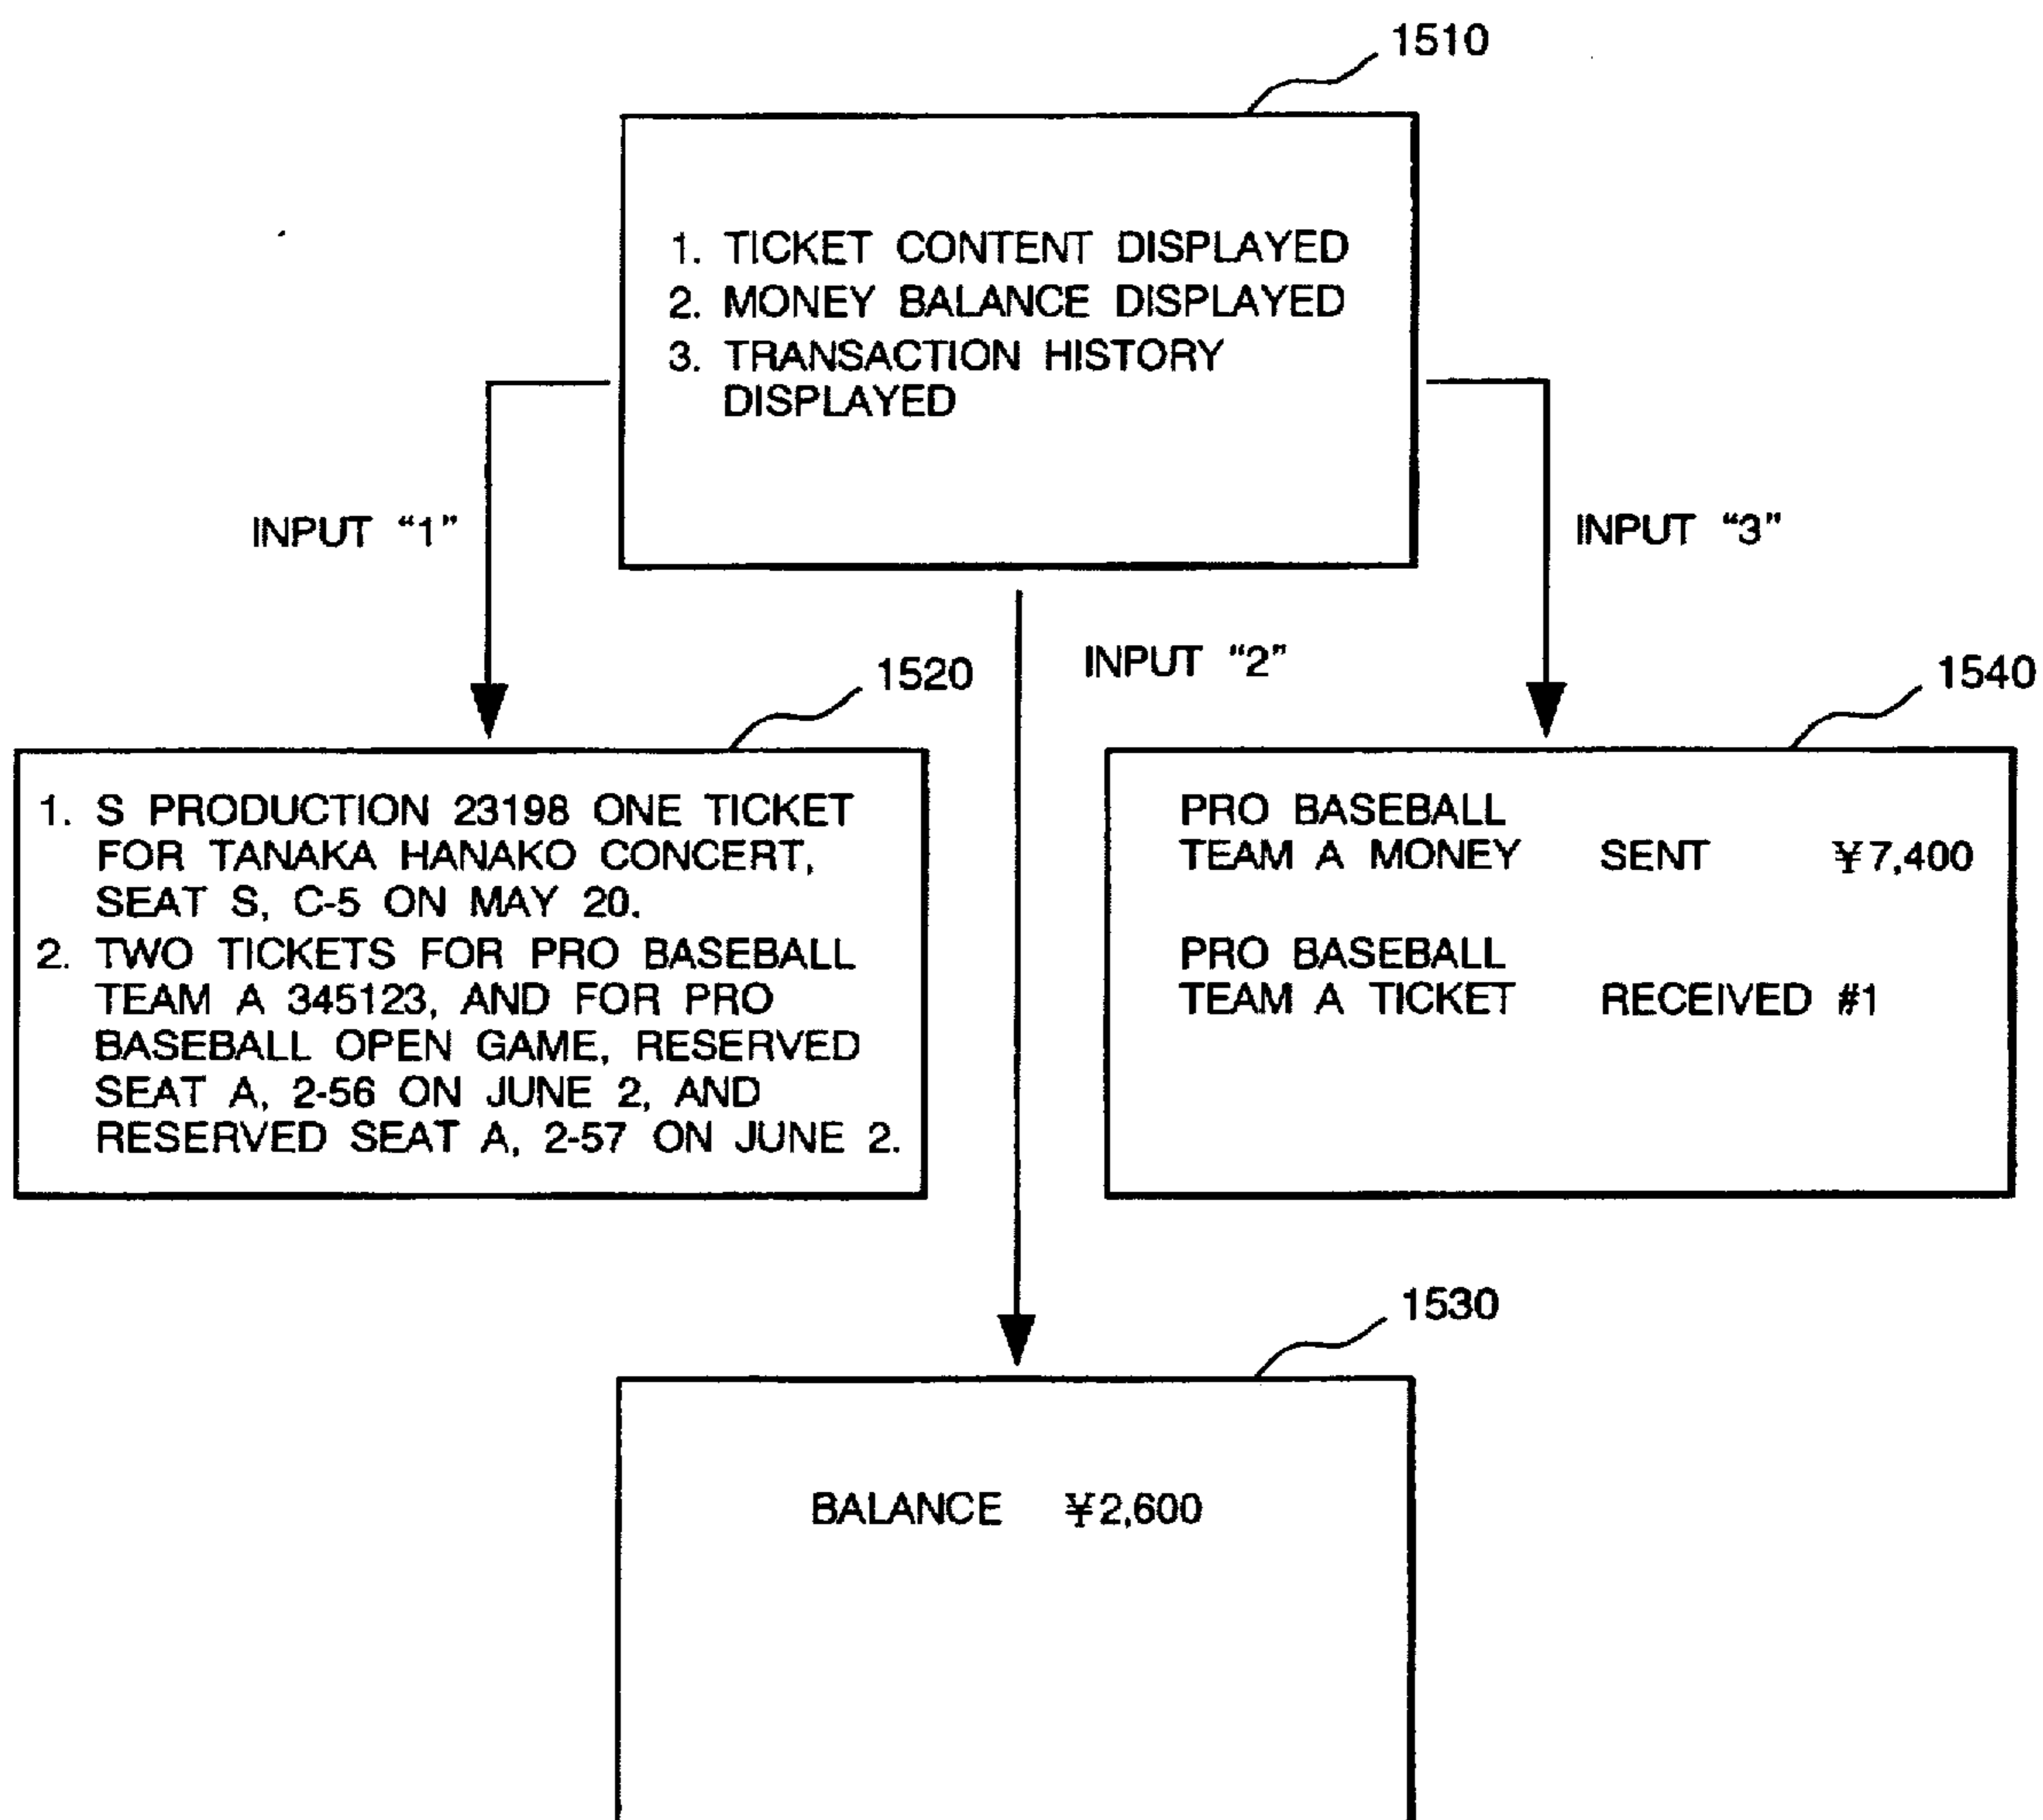 1510
1. TICKET CONTENT DISPLAYED
2. MONEY BALANCE DISPLAYED
3. TRANSACTION HISTORY
DISPLAYED
INPUT “1”
INPUT “3”
INPUT “2”
1520
1. S PRODUCTION 23198 ONE TICKET
FOR TANAKA HANAKO CONCERT,
SEAT S, C-5 ON MAY 20.
2. TWO TICKETS FOR PRO BASEBALL
TEAM A 345123, AND FOR PRO
BASEBALL OPEN GAME, RESERVED
SEAT A, 2-56 ON JUNE 2, AND
RESERVED SEAT A, 2-57 ON JUNE 2.
1540
PRO BASEBALL
TEAM A MONEY SENT ¥7,400
PRO BASEBALL
TEAM A TICKET RECEIVED #1
1530
BALANCE ¥2,600